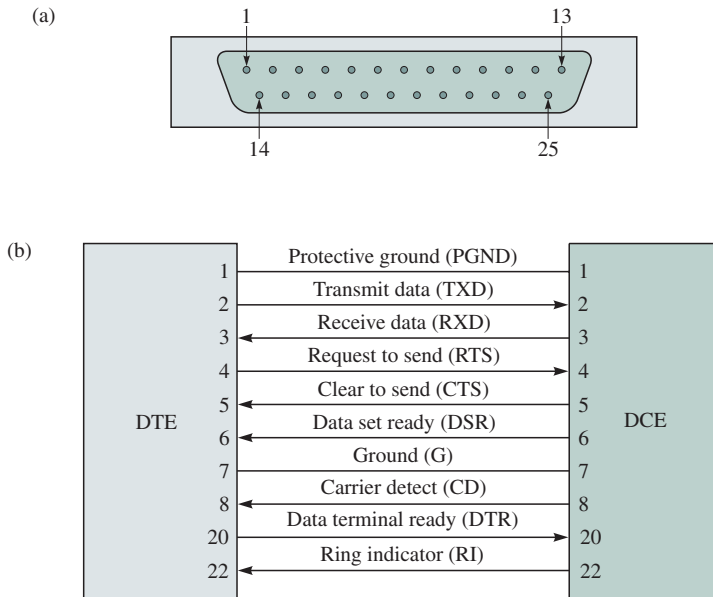 (a)
1 13
14 25
(b)
Protective ground (PGND)
1 1
Transmit data (TXD)
2 2
Receive data (RXD)
3 3
Request to send (RTS)
4 4
Clear to send (CTS)
5 5
DTE DCE
Data set ready (DSR)
6 6
Ground (G)
7 7
Carrier detect (CD)
8 8
Data terminal ready (DTR)
20 20
Ring indicator (RI)
22 22